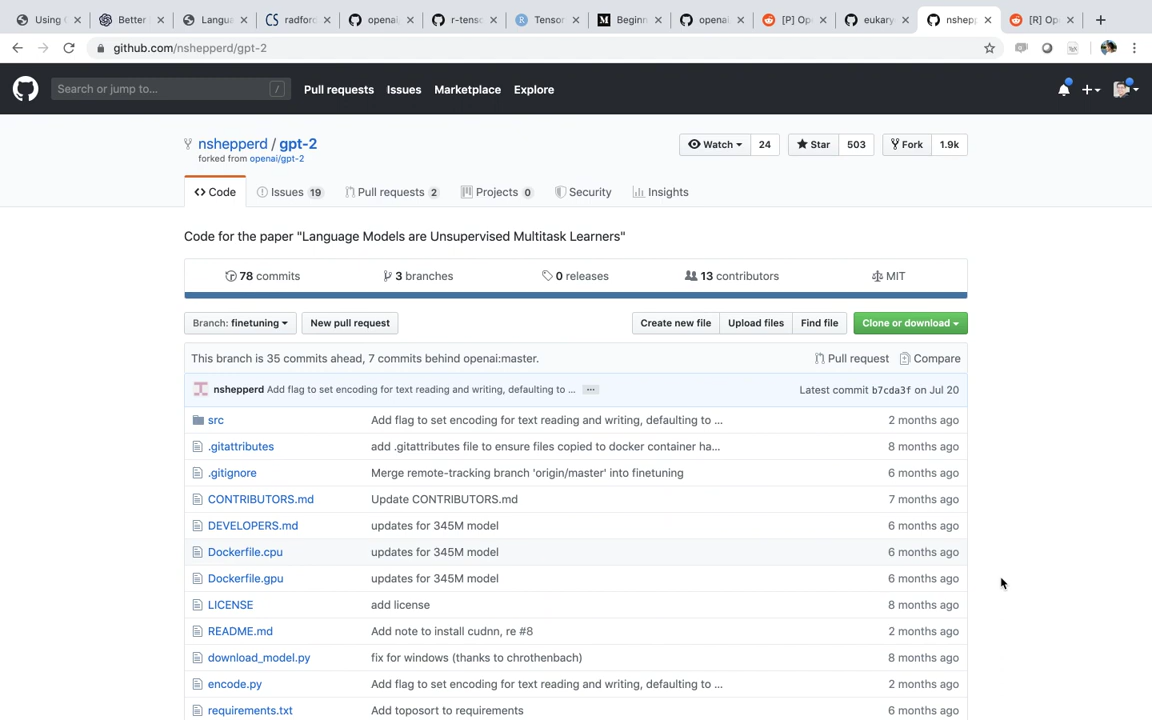 Using G
Better
Langua
radfor
openai
r-tens
Tensor
Beginn
openai
[P] Op
eukary
nshepp
[R] Op
github.com/nshepperd/gpt-2
Search or jump to... /
Pull requests Issues Marketplace Explore
nshepperd / gpt-2
forked from openai/gpt-2
Watch 24 Star 503 Fork 1.9k
Code Issues 19 Pull requests 2 Projects 0 Security Insights
Code for the paper "Language Models are Unsupervised Multitask Learners"
78 commits 3 branches 0 releases 13 contributors MIT
Branch: finetuning New pull request Create new file Upload files Find file Clone or download
This branch is 35 commits ahead, 7 commits behind openai:master. Pull request Compare
nshepperd Add flag to set encoding for text reading and writing, defaulting to ... Latest commit b7cda3f on Jul 20
src Add flag to set encoding for text reading and writing, defaulting to ... 2 months ago
.gitattributes add .gitattributes file to ensure files copied to docker container ha... 8 months ago
.gitignore Merge remote-tracking branch 'origin/master' into finetuning 6 months ago
CONTRIBUTORS.md Update CONTRIBUTORS.md 7 months ago
DEVELOPERS.md updates for 345M model 6 months ago
Dockerfile.cpu updates for 345M model 6 months ago
Dockerfile.gpu updates for 345M model 6 months ago
LICENSE add license 8 months ago
README.md Add note to install cudnn, re #8 2 months ago
download_model.py fix for windows (thanks to chrothenbach) 8 months ago
encode.py Add flag to set encoding for text reading and writing, defaulting to ... 2 months ago
requirements.txt Add toposort to requirements 6 months ago